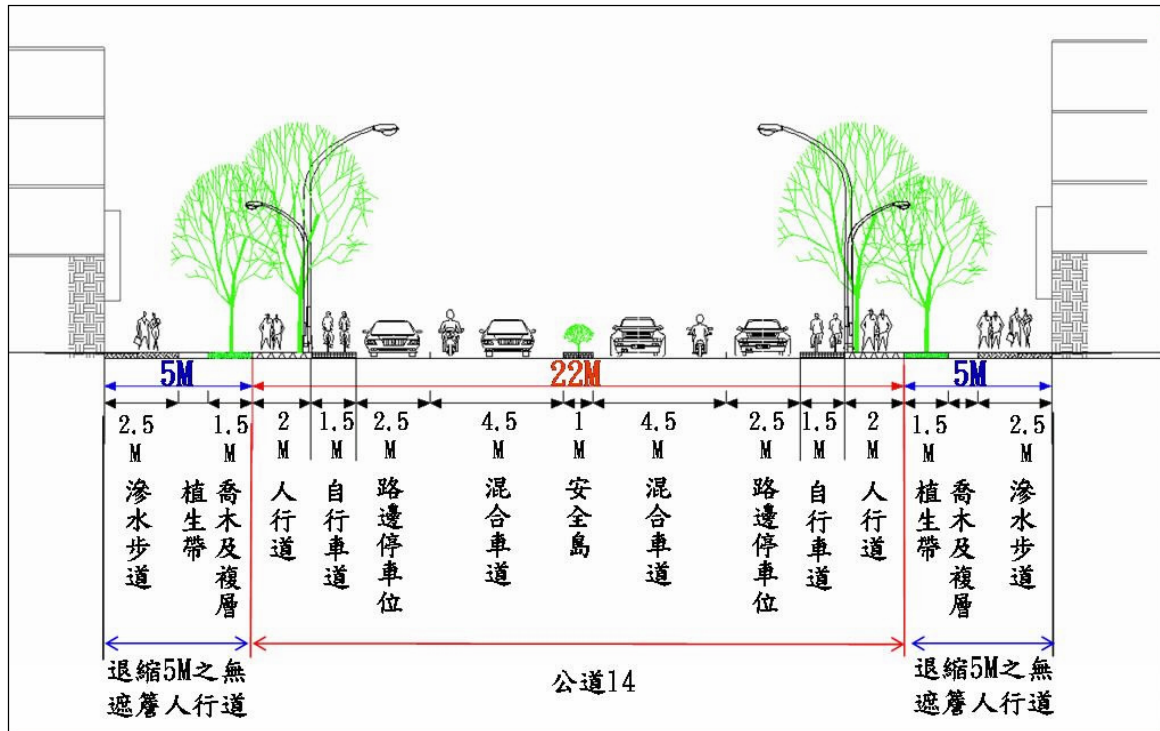 5M
22M
5M
2.5
M
1.5
M
2
M
1.5
M
2.5
M
4.5
M
1
M
4.5
M
2.5
M
1.5
M
2
M
1.5
M
2.5
M
滲水步道
植生帶
喬木及複層
人行道
自行車道
路邊停車位
混合車道
安全島
混合車道
路邊停車位
自行車道
人行道
植生帶
喬木及複層
滲水步道
退縮5M之無
遮簷人行道
公道14
退縮5M之無
遮簷人行道